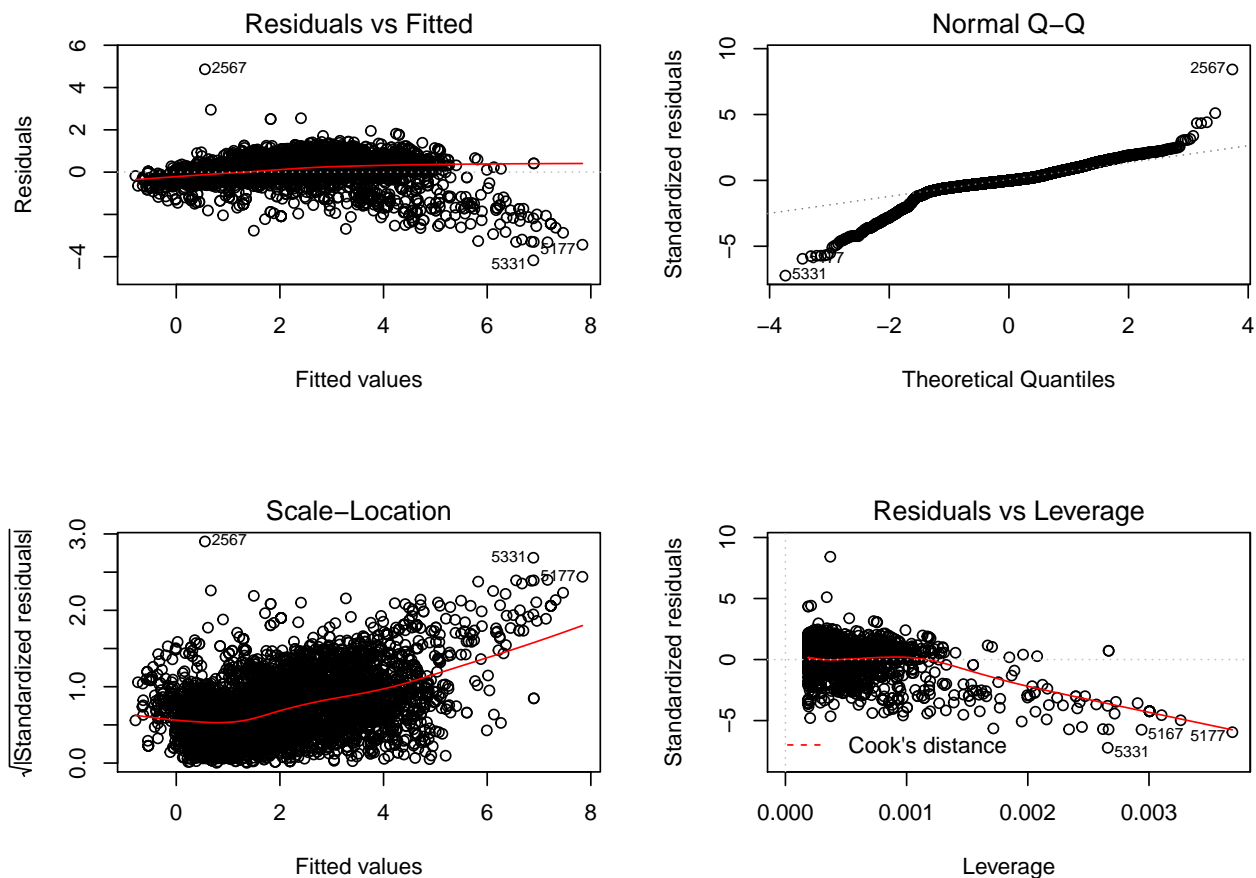 Residuals vs Fitted
Residuals
6
4
2
0
−4
2567
5177
5331
0 2 4 6 8
Fitted values
Normal Q−Q
Standardized residuals
10
5
0
−5
2567
5331
−4 −2 0 2 4
Theoretical Quantiles
Scale−Location
√|Standardized residuals|
3.0
2.0
1.0
0.0
2567
5331
5177
0 2 4 6 8
Fitted values
Residuals vs Leverage
Standardized residuals
10
5
0
−5
5167 5177
5331
Cook's distance
0.000 0.001 0.002 0.003
Leverage